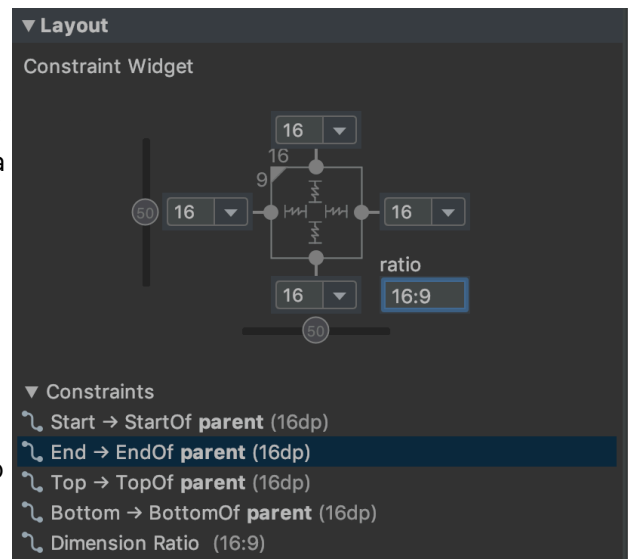 ▼ Layout
Constraint Widget
a
16
16
9
50
16
16
ratio
16
16:9
50
▼ Constraints
Start → StartOf parent (16dp)
End → EndOf parent (16dp)
Top → TopOf parent (16dp)
Bottom → BottomOf parent (16dp)
Dimension Ratio (16:9)